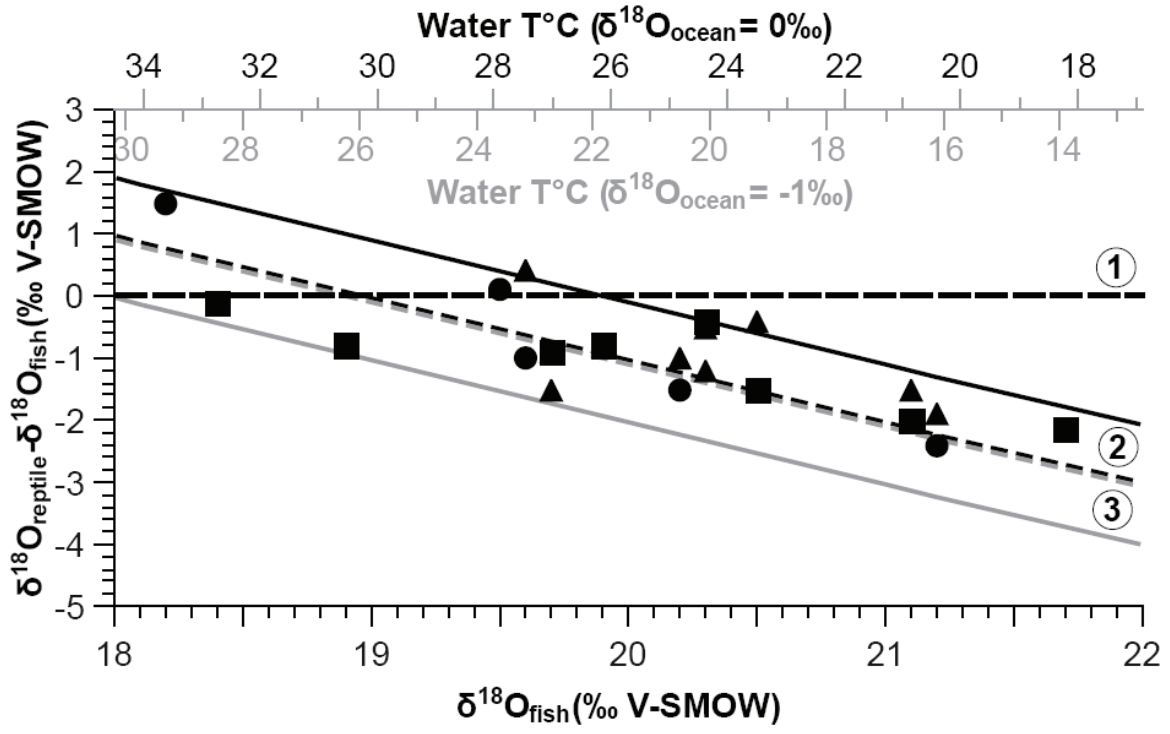 Water T°C (δ¹⁸Oocean= 0‰)
34 32 30 28 26 24 22 20 18
30 28 26 24 22 20 18 16 14
Water T°C (δ¹⁸Oocean= -1‰)
3
2
1
0
-1
-2
-3
-4
-5
δ¹⁸Oreptile-δ¹⁸Ofish(‰ V-SMOW)
1
2
3
18 19 20 21 22
δ¹⁸Ofish(‰ V-SMOW)